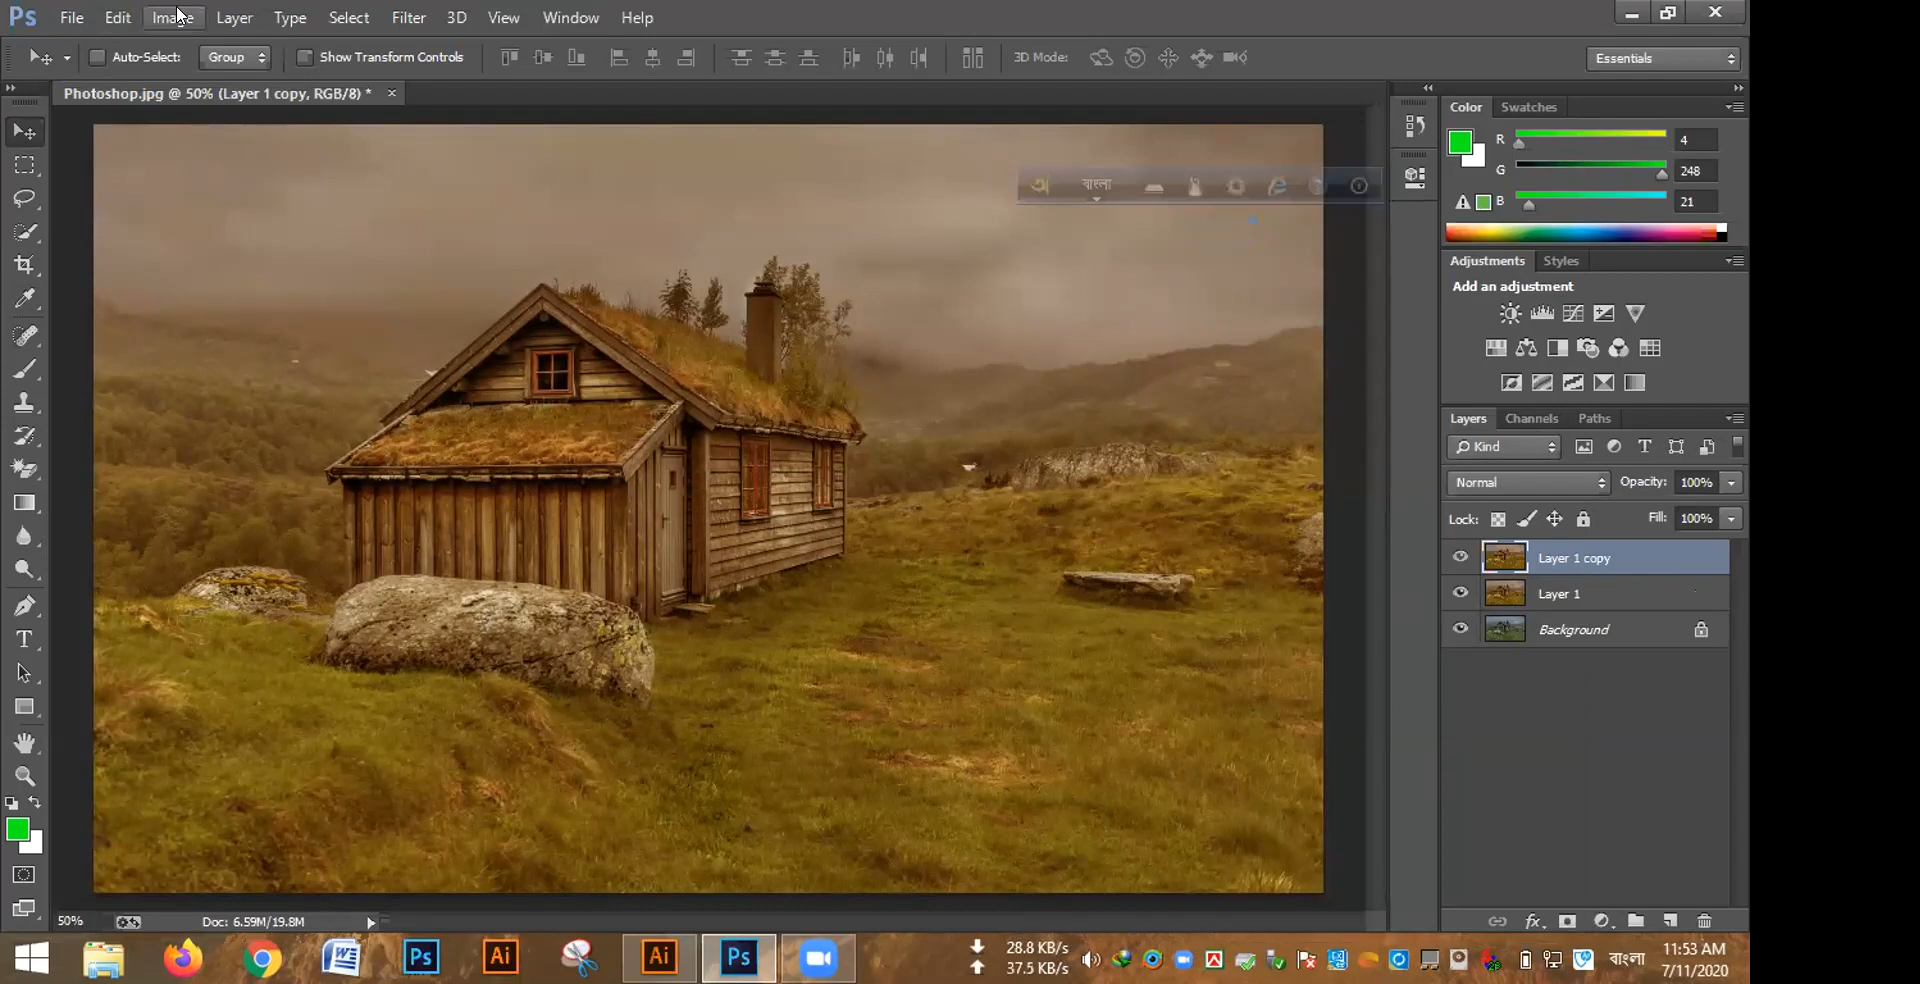 Ps File Edit Image Layer Type Select Filter 3D View Window Help
Auto-Select: Group Show Transform Controls 3D Mode: Essentials
Photoshop.jpg @ 50% (Layer 1 copy, RGB/8) * ×
Color Swatches
R 4
G 248
B 21
অ বাংলা
Adjustments Styles
Add an adjustment
Layers Channels Paths
Kind
Normal Opacity: 100%
Lock: Fill: 100%
Layer 1 copy
Layer 1
Background
50% Doc: 6.59M/19.8M
Ps Ai Ai Ps
28.8 KB/s
37.5 KB/s
বাংলা
11:53 AM
7/11/2020